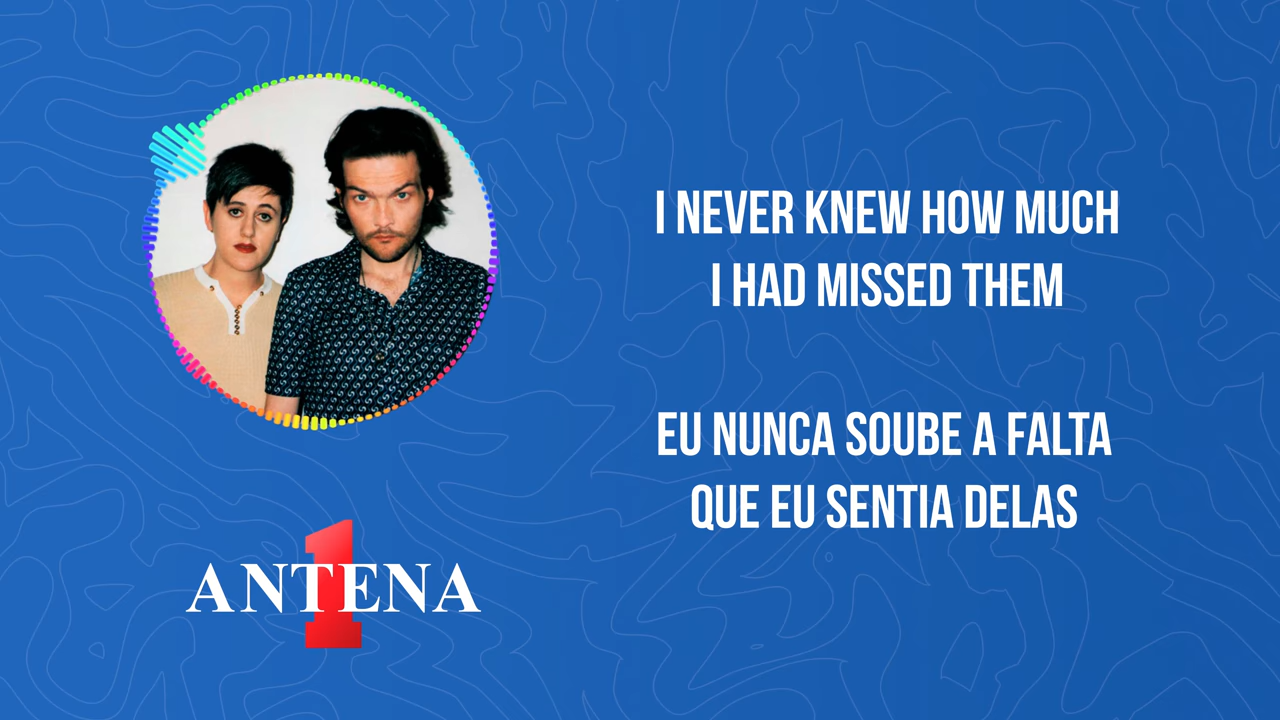 I NEVER KNEW HOW MUCH
I HAD MISSED THEM
EU NUNCA SOUBE A FALTA
QUE EU SENTIA DELAS
ANTENA
1